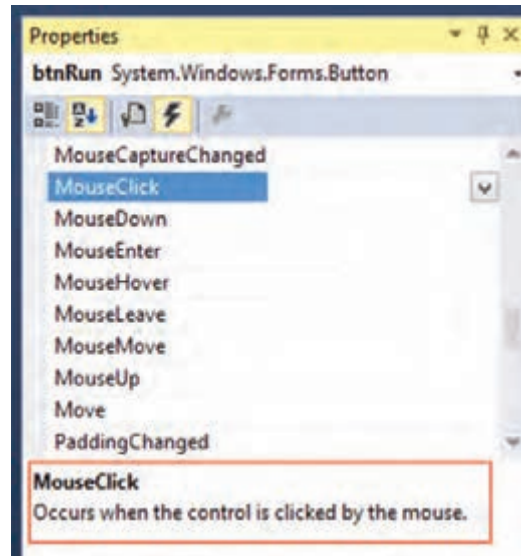 Properties
btnRun System.Windows.Forms.Button
MouseCaptureChanged
MouseClick
MouseDown
MouseEnter
MouseHover
MouseLeave
MouseMove
MouseUp
Move
PaddingChanged
MouseClick
Occurs when the control is clicked by the mouse.